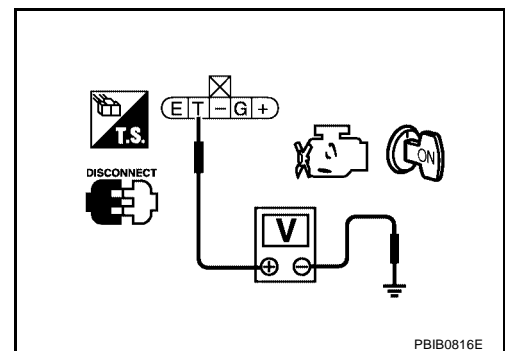 E T – G +
T.S.
DISCONNECT
ON
V
+ –
PBIB0816E